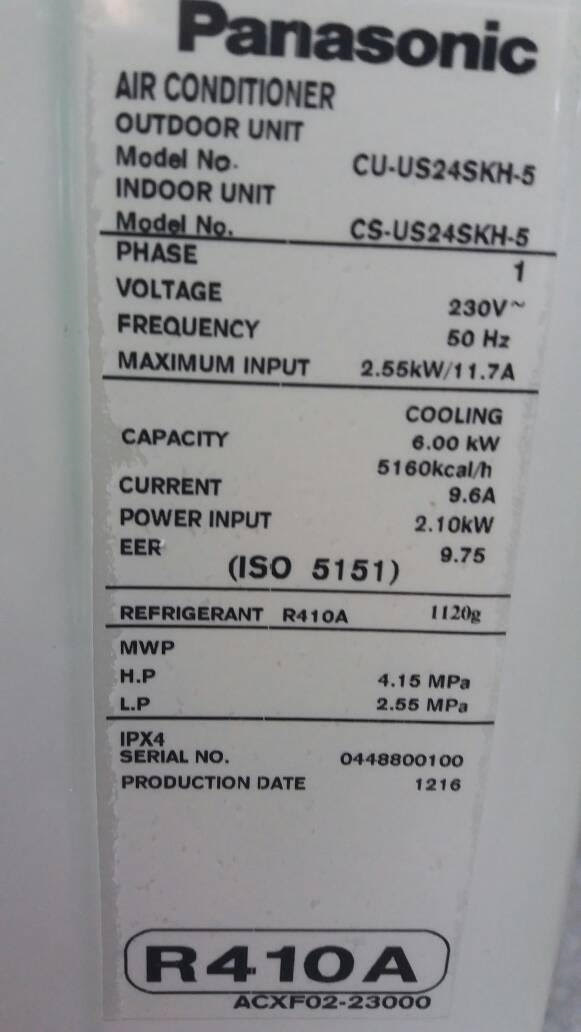 Panasonic
AIR CONDITIONER
OUTDOOR UNIT
Model No. CU-US24SKH-5
INDOOR UNIT
Model No. CS-US24SKH-5
PHASE 1
VOLTAGE 230V~
FREQUENCY 50 Hz
MAXIMUM INPUT 2.55kW/11.7A
COOLING
CAPACITY 6.00 kW
5160kcal/h
CURRENT 9.6A
POWER INPUT 2.10kW
EER 9.75
(ISO 5151)
REFRIGERANT R410A 1120g
MWP
H.P 4.15 MPa
L.P 2.55 MPa
IPX4
SERIAL NO. 0448800100
PRODUCTION DATE 1216
R410A
ACXF02-23000